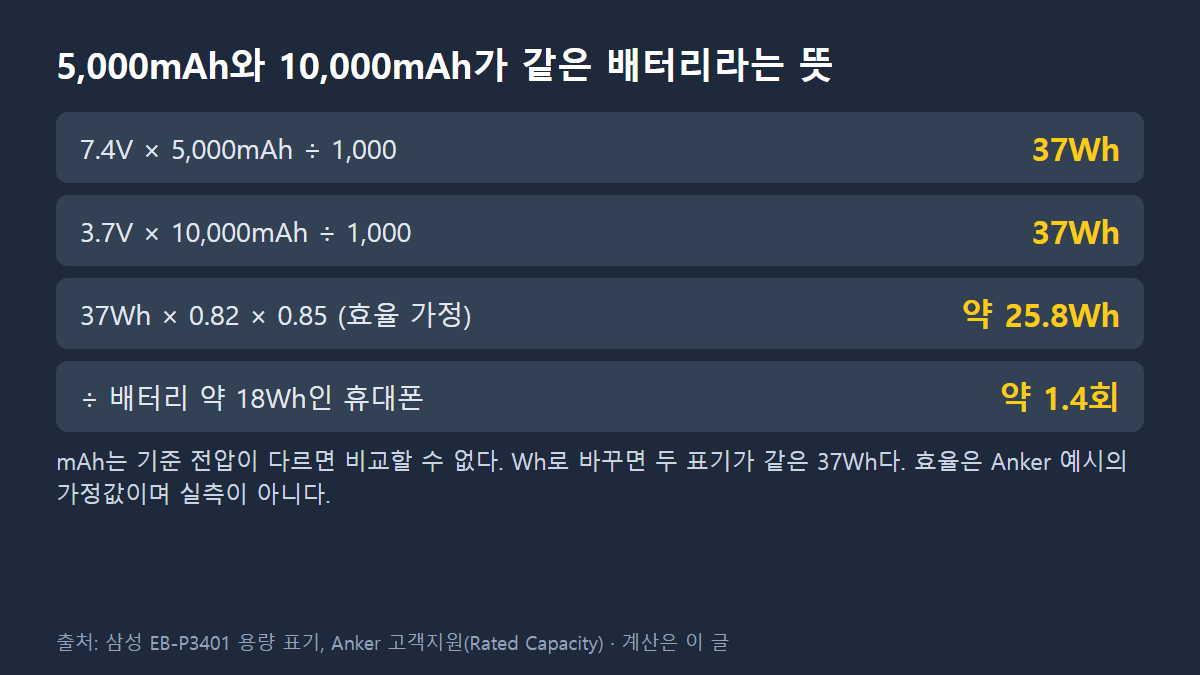 5,000mAh와 10,000mAh가 같은 배터리라는 뜻
7.4V × 5,000mAh ÷ 1,000
37Wh
3.7V × 10,000mAh ÷ 1,000
37Wh
37Wh × 0.82 × 0.85 (효율 가정)
약 25.8Wh
÷ 배터리 약 18Wh인 휴대폰
약 1.4회
mAh는 기준 전압이 다르면 비교할 수 없다. Wh로 바꾸면 두 표기가 같은 37Wh다. 효율은 Anker 예시의
가정값이며 실측이 아니다.
출처: 삼성 EB-P3401 용량 표기, Anker 고객지원(Rated Capacity) · 계산은 이 글